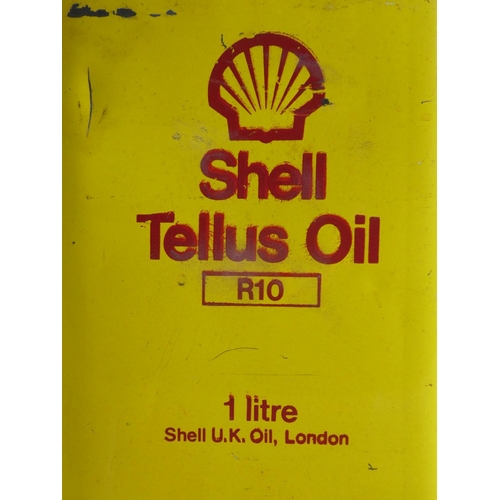 Shell
Tellus Oil
R10
1 litre
Shell U.K. Oil, London